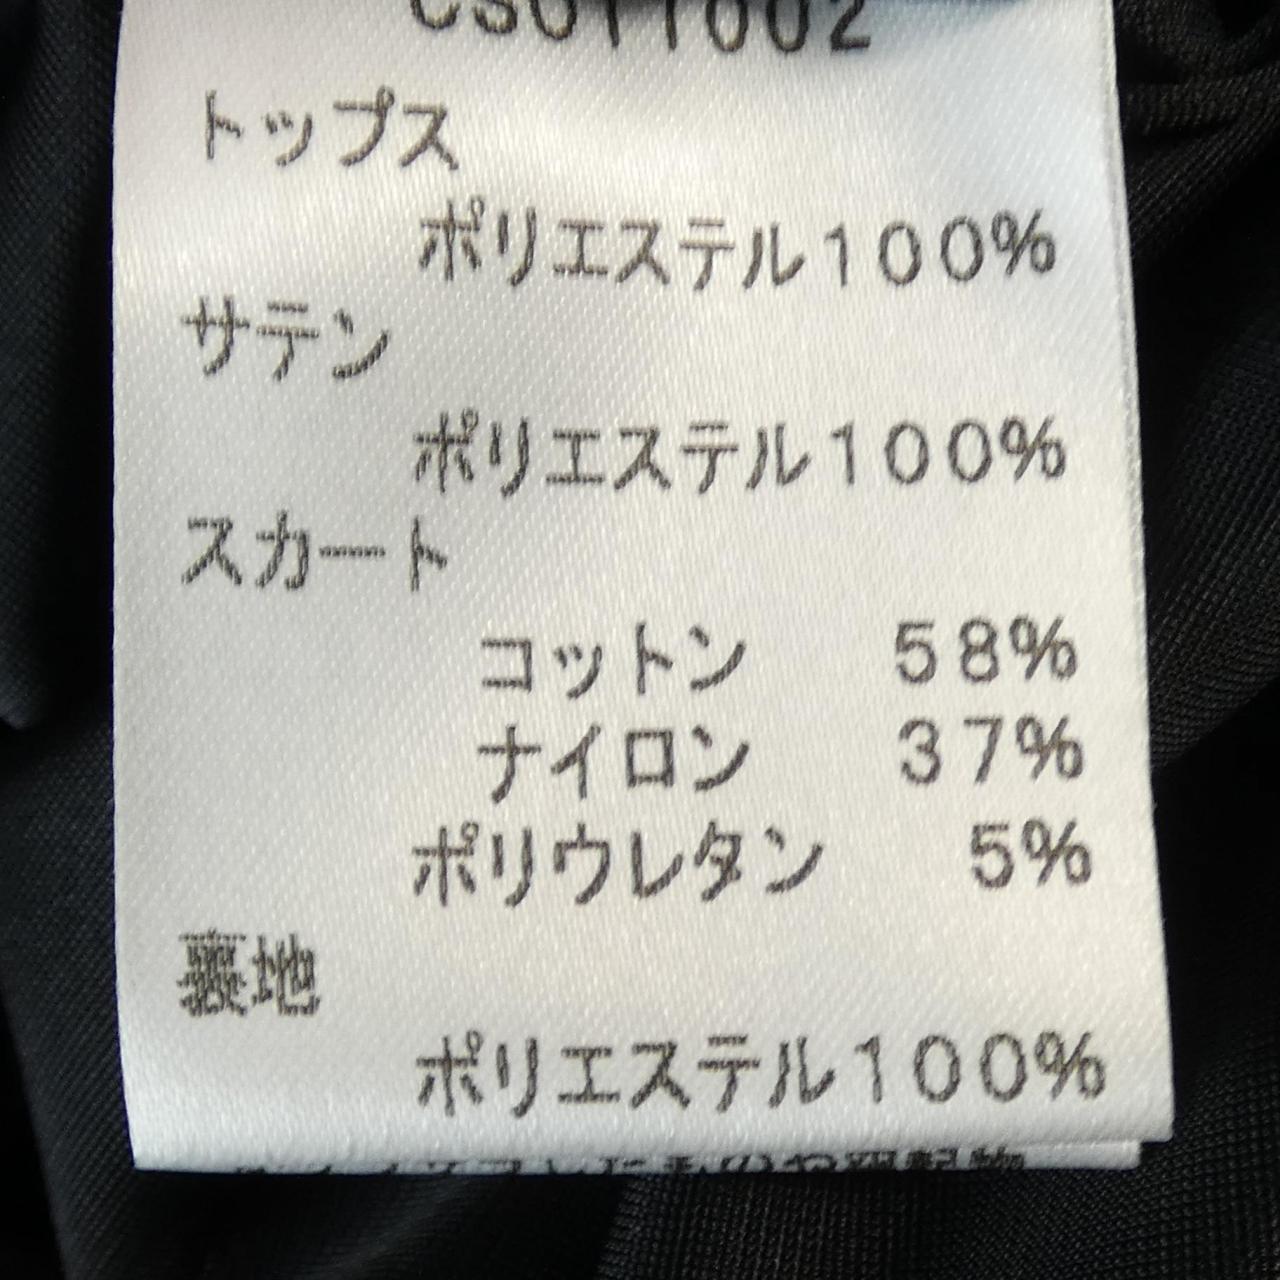 トップス
ポリエステル100%
サテン
ポリエステル100%
スカート
コットン 58%
ナイロン 37%
ポリウレタン 5%
裏地
ポリエステル100%